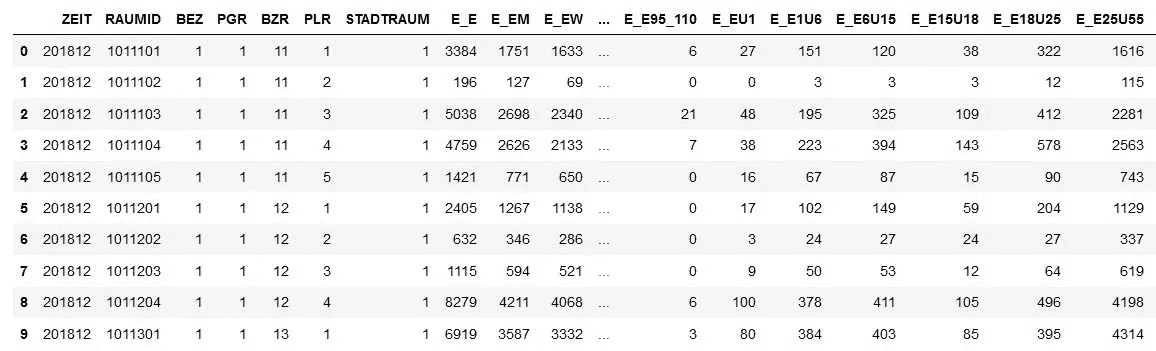 ZEIT RAUMID BEZ PGR BZR PLR STADTRAUM E_E E_EM E_EW ... E_E95_110 E_EU1 E_E1U6 E_E6U15 E_E15U18 E_E18U25 E_E25U55
0 201812 1011101 1 1 11 1 1 3384 1751 1633 ... 6 27 151 120 38 322 1616
1 201812 1011102 1 1 11 2 1 196 127 69 ... 0 0 3 3 3 12 115
2 201812 1011103 1 1 11 3 1 5038 2698 2340 ... 21 48 195 325 109 412 2281
3 201812 1011104 1 1 11 4 1 4759 2626 2133 ... 7 38 223 394 143 578 2563
4 201812 1011105 1 1 11 5 1 1421 771 650 ... 0 16 67 87 15 90 743
5 201812 1011201 1 1 12 1 1 2405 1267 1138 ... 0 17 102 149 59 204 1129
6 201812 1011202 1 1 12 2 1 632 346 286 ... 0 3 24 27 24 27 337
7 201812 1011203 1 1 12 3 1 1115 594 521 ... 0 9 50 53 12 64 619
8 201812 1011204 1 1 12 4 1 8279 4211 4068 ... 6 100 378 411 105 496 4198
9 201812 1011301 1 1 13 1 1 6919 3587 3332 ... 3 80 384 403 85 395 4314